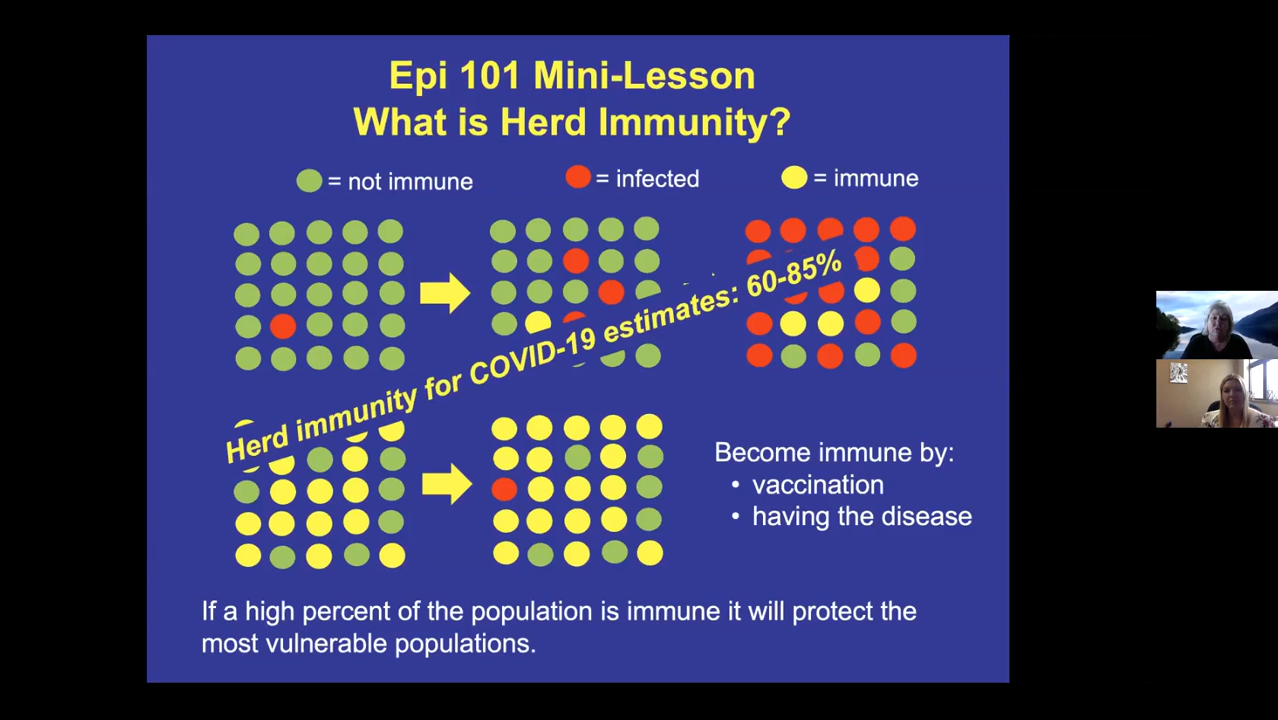 Epi 101 Mini-Lesson
What is Herd Immunity?
= not immune
= infected
= immune
Herd immunity for COVID-19 estimates: 60-85%
Become immune by:
• vaccination
• having the disease
If a high percent of the population is immune it will protect the
most vulnerable populations.